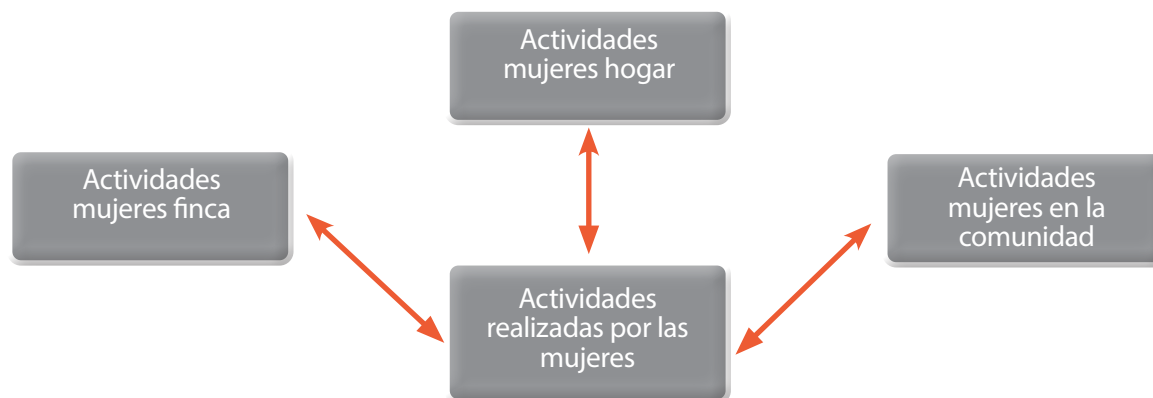 Actividades
mujeres hogar
Actividades
mujeres finca
Actividades
mujeres en la
comunidad
Actividades
realizadas por las
mujeres